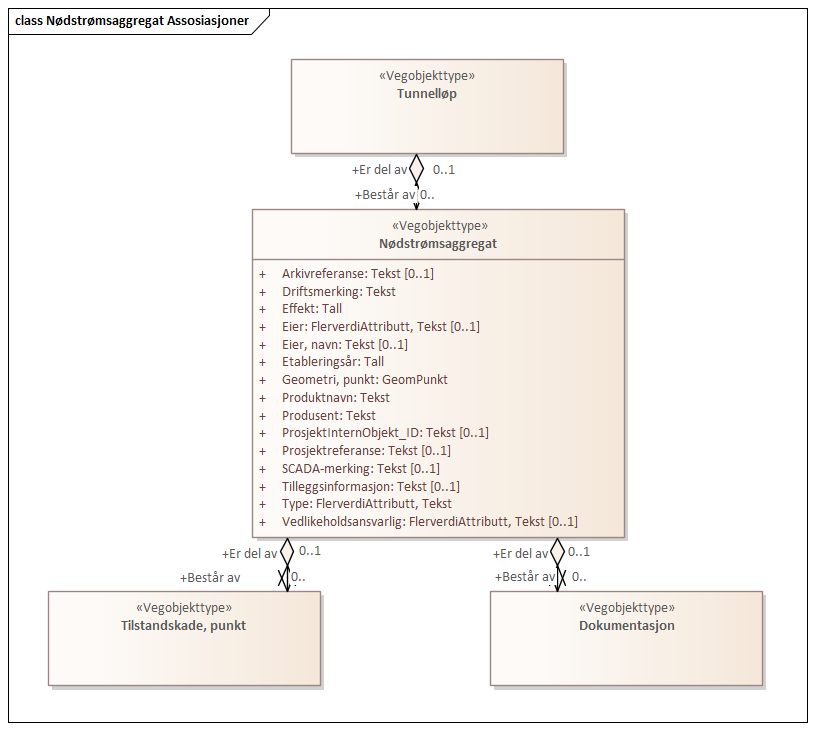 class Nødstrømsaggregat Assosiasjoner
«Vegobjekttype»
Tunnelløp
+Er del av 0..1
+Består av 0..
«Vegobjekttype»
Nødstrømsaggregat
+ Arkivreferanse: Tekst [0..1]
+ Driftsmerking: Tekst
+ Effekt: Tall
+ Eier: FlerverdiAttributt, Tekst [0..1]
+ Eier, navn: Tekst [0..1]
+ Etableringsår: Tall
+ Geometri, punkt: GeomPunkt
+ Produktnavn: Tekst
+ Produsent: Tekst
+ ProsjektInternObjekt_ID: Tekst [0..1]
+ Prosjektreferanse: Tekst [0..1]
+ SCADA-merking: Tekst [0..1]
+ Tilleggsinformasjon: Tekst [0..1]
+ Type: FlerverdiAttributt, Tekst
+ Vedlikeholdsansvarlig: FlerverdiAttributt, Tekst [0..1]
+Er del av 0..1
+Består av 0..
«Vegobjekttype»
Tilstandskade, punkt
+Er del av 0..1
+Består av 0..
«Vegobjekttype»
Dokumentasjon